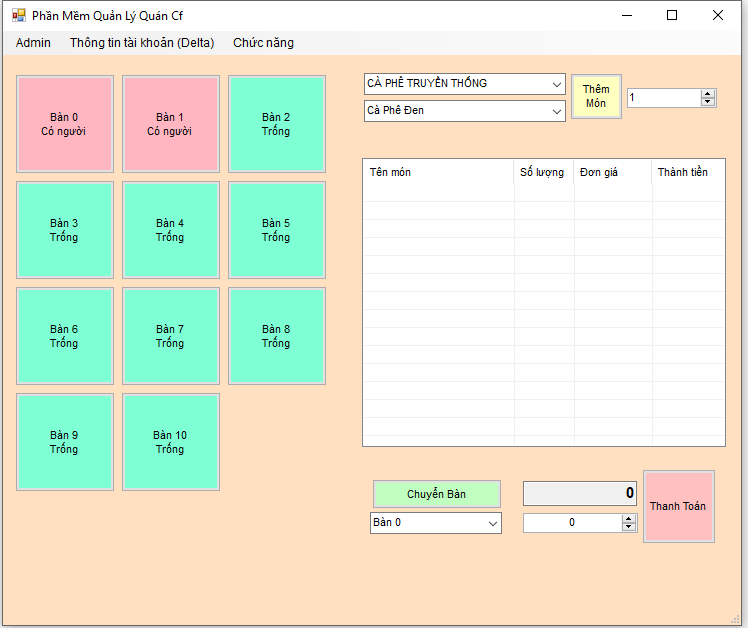 Phần Mềm Quản Lý Quán Cf
Admin Thông tin tài khoản (Delta) Chức năng
Bàn 0
Có người
Bàn 1
Có người
Bàn 2
Trống
Bàn 3
Trống
Bàn 4
Trống
Bàn 5
Trống
Bàn 6
Trống
Bàn 7
Trống
Bàn 8
Trống
Bàn 9
Trống
Bàn 10
Trống
CÀ PHÊ TRUYỀN THỐNG
Cà Phê Đen
Thêm
Món
1
Tên món Số lượng Đơn giá Thành tiền
Chuyển Bàn
Bàn 0
0
0
Thanh Toán